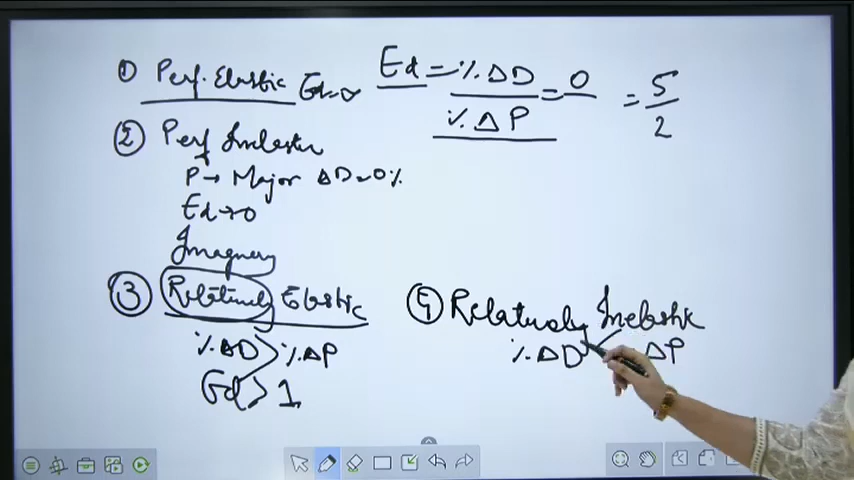 1) Perf. Elastic Ed=∞
Ed = % ΔD / % ΔP = 0 = 5/2
2) Perf Inelastic
P → Major ΔD=0%
Ed→0
Imaginary
3) Relatively Elastic
% ΔD > % ΔP
Ed > 1
4) Relatively Inelastic
% ΔD < ΔP